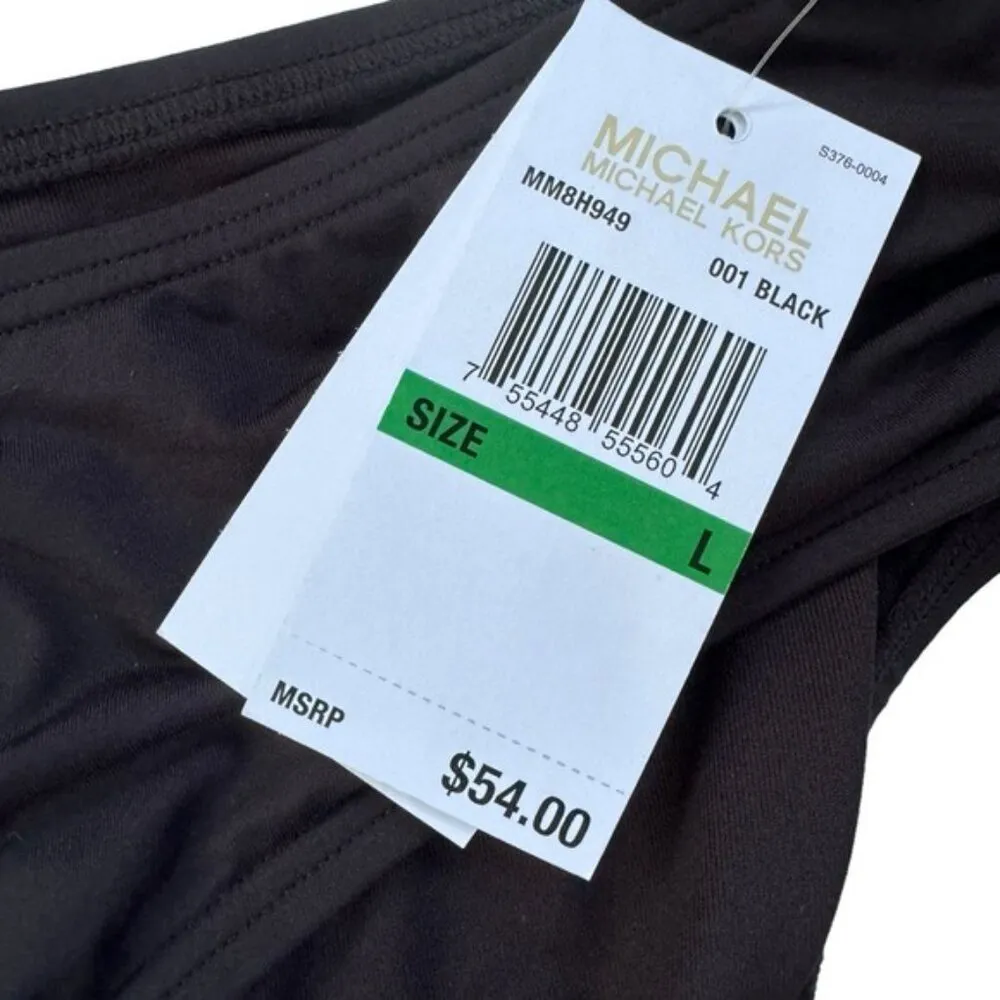 S376-0004
MICHAEL
MICHAEL KORS
MM8H949
001 BLACK
7 55448 55560 4
SIZE L
MSRP
$54.00